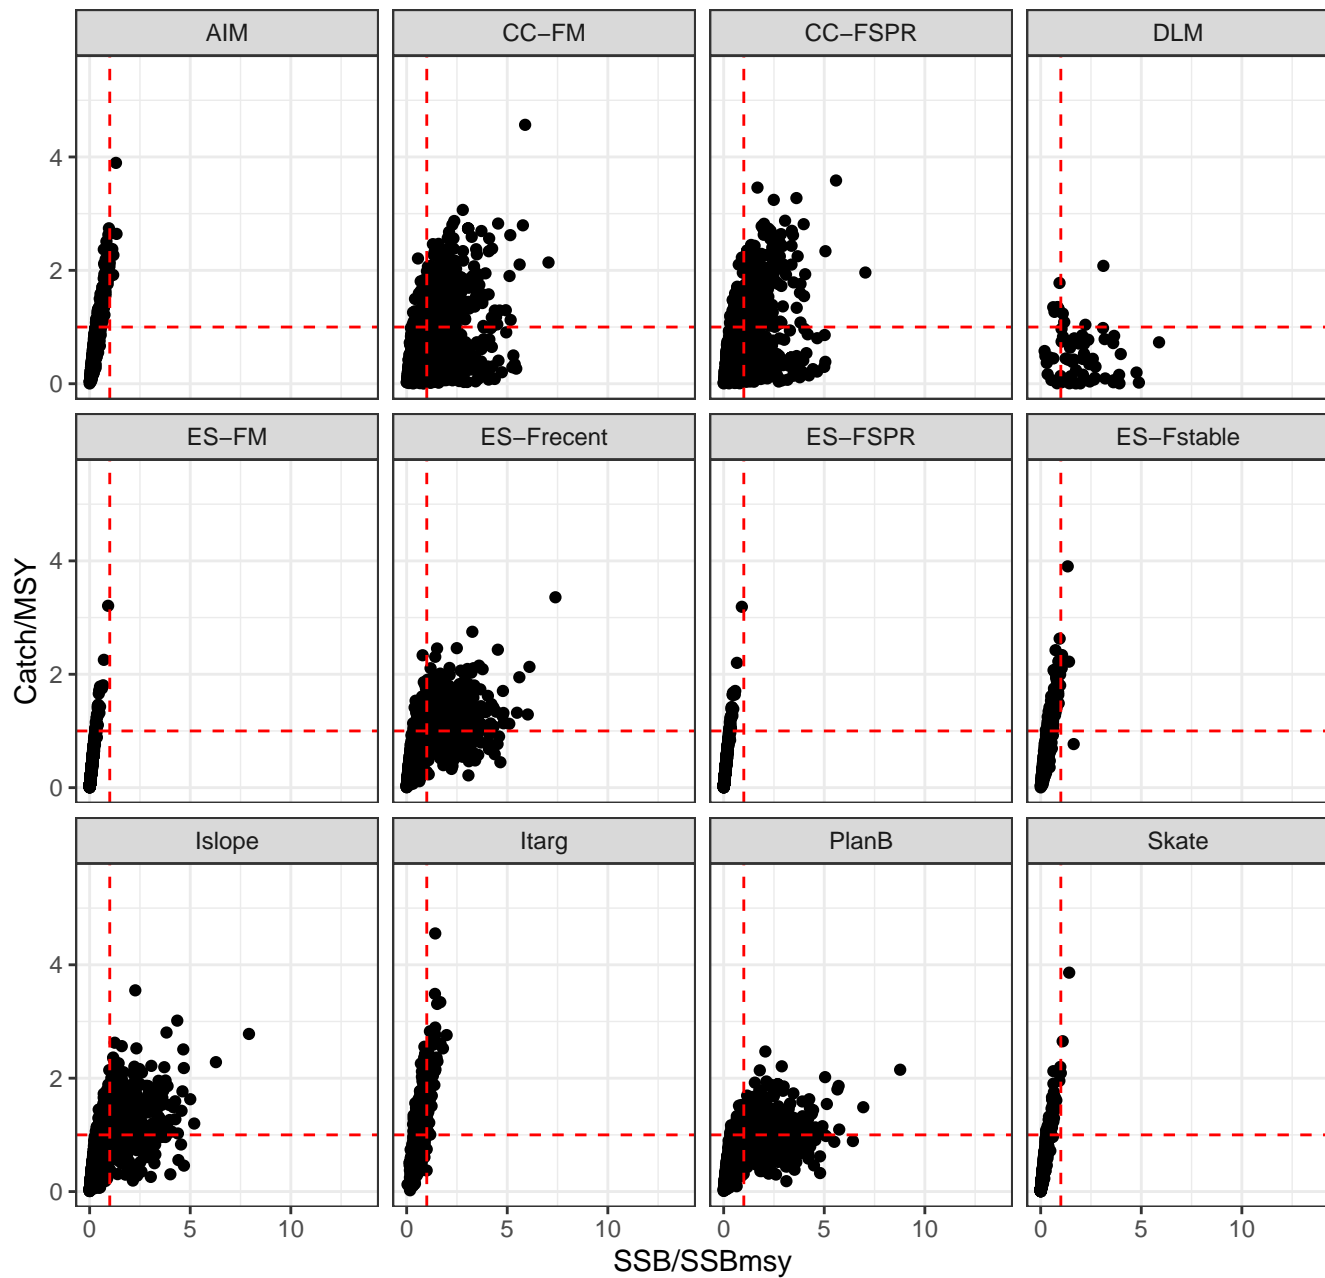 AIM
CC−FM
CC−FSPR
DLM
4
2
0
ES−FM
ES−Frecent
ES−FSPR
ES−Fstable
Catch/MSY
4
2
0
Islope
Itarg
PlanB
Skate
4
2
0
0 5 10
0 5 10
0 5 10
0 5 10
SSB/SSBmsy